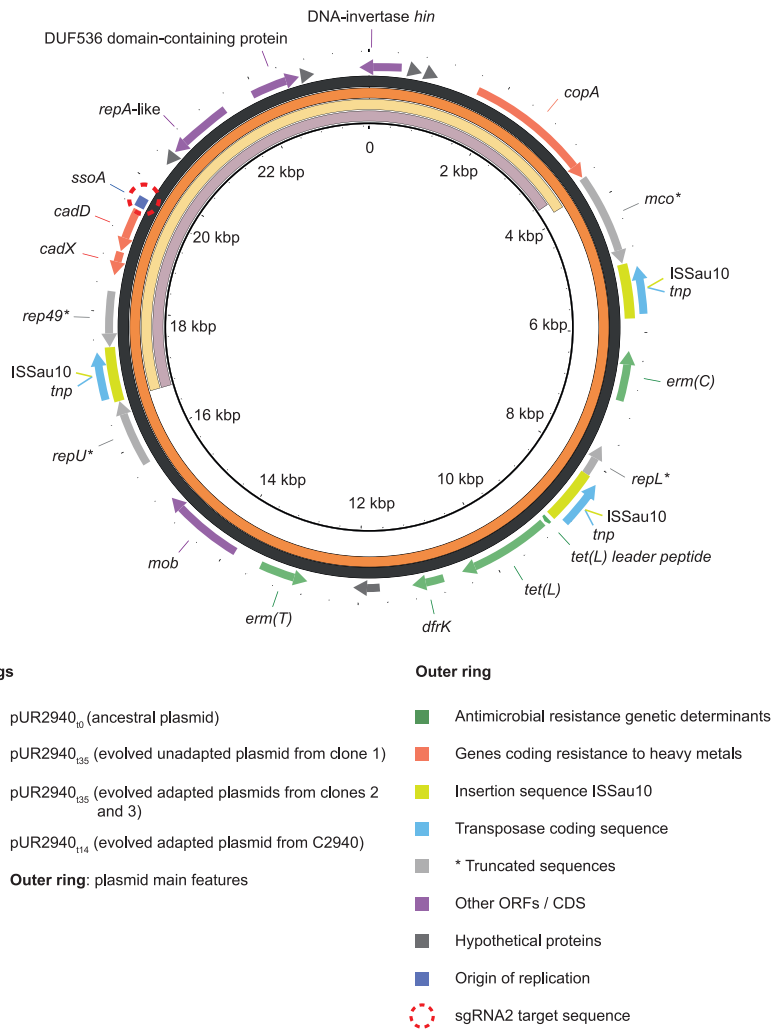 DNA-invertase hin
DUF536 domain-containing protein
copA
repA-like
ssoA
cadD
cadX
mco*
ISSau10
tnp
rep49*
ISSau10
tnp
erm(C)
repU*
repL*
ISSau10
tnp
tet(L) leader peptide
mob
tet(L)
erm(T)
dfrK
0
2 kbp
4 kbp
6 kbp
8 kbp
10 kbp
12 kbp
14 kbp
16 kbp
18 kbp
20 kbp
22 kbp
gs
pUR2940t0 (ancestral plasmid)
pUR2940t35 (evolved unadapted plasmid from clone 1)
pUR2940t35 (evolved adapted plasmids from clones 2
and 3)
pUR2940t14 (evolved adapted plasmid from C2940)
Outer ring: plasmid main features
Outer ring
Antimicrobial resistance genetic determinants
Genes coding resistance to heavy metals
Insertion sequence ISSau10
Transposase coding sequence
* Truncated sequences
Other ORFs / CDS
Hypothetical proteins
Origin of replication
sgRNA2 target sequence